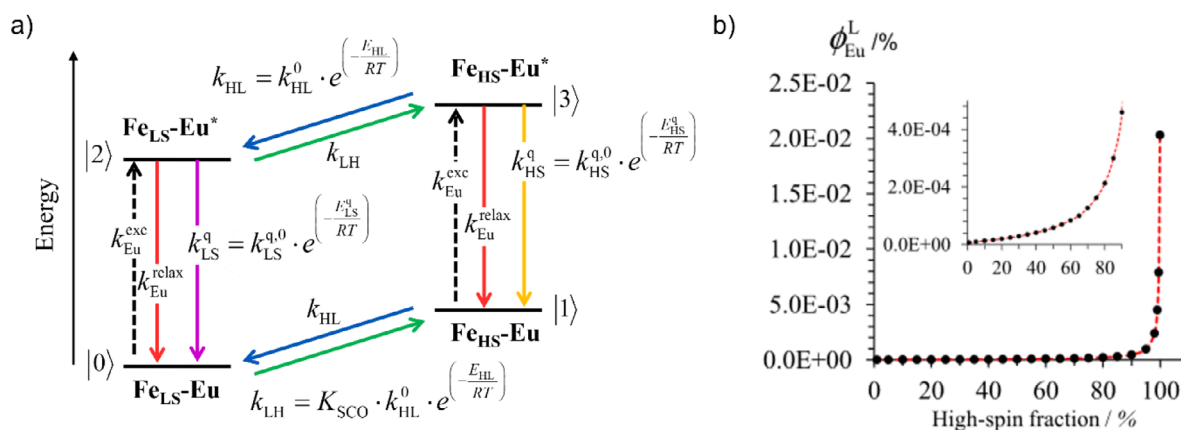 a)
Energy
k_HL = k_HL^0 · e^(-E_HL/RT)
Fe_HS-Eu*
|3⟩
Fe_LS-Eu*
|2⟩
k_LH
k_Eu^exc
k_HS^q = k_HS^q,0 · e^(-E_HS^q/RT)
k_Eu^relax
k_Eu^exc
k_LS^q = k_LS^q,0 · e^(-E_LS^q/RT)
k_Eu^relax
k_HL
|1⟩
Fe_HS-Eu
|0⟩
Fe_LS-Eu
k_LH = K_SCO · k_HL^0 · e^(-E_HL/RT)
b)
ϕ_Eu^L /%
2.5E-02
2.0E-02
1.5E-02
1.0E-02
5.0E-03
0.0E+00
4.0E-04
2.0E-04
0.0E+00
0 20 40 60 80
0 20 40 60 80 100
High-spin fraction / %